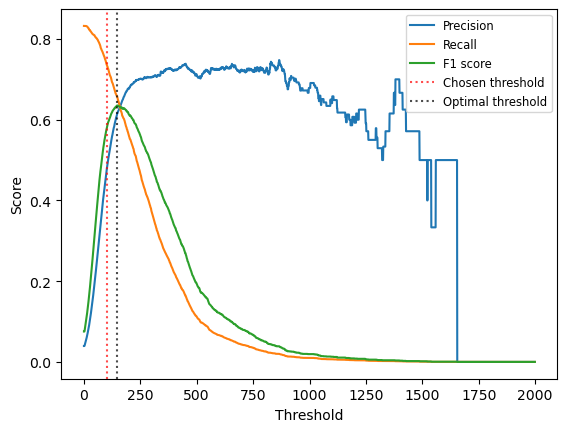 Precision
Recall
F1 score
Chosen threshold
Optimal threshold
Score
0.8
0.6
0.4
0.2
0.0
0 250 500 750 1000 1250 1500 1750 2000
Threshold